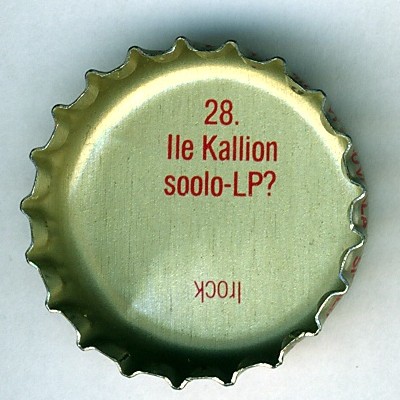 28.
Ile Kallion
soolo-LP?
Irock